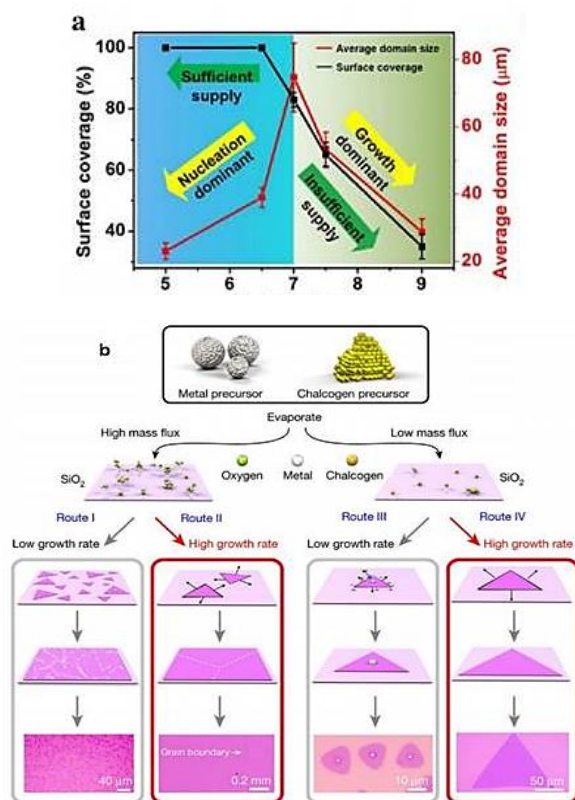 a
Average domain size
Surface coverage
Surface coverage (%)
100
80
60
40
Sufficient
supply
Nucleation
dominant
Growth
dominant
Insufficient
supply
80
60
40
20
Average domain size (μm)
5 6 7 8 9
b
Metal precursor Chalcogen precursor
Evaporate
High mass flux Low mass flux
SiO2 Oxygen Metal Chalcogen SiO2
Route I Route II Route III Route IV
Low growth rate High growth rate Low growth rate High growth rate
Grain boundary
40 μm 0.2 mm 10 μm 50 μm